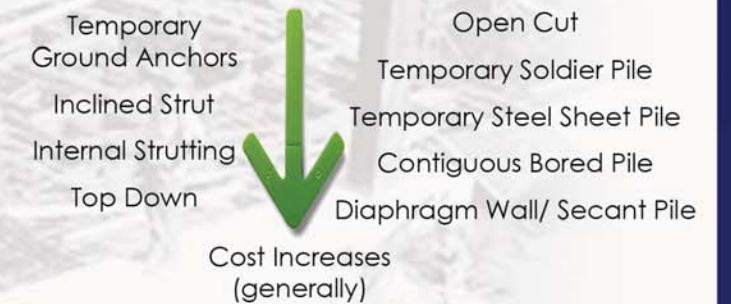 Temporary
Ground Anchors
Inclined Strut
Internal Strutting
Top Down
Open Cut
Temporary Soldier Pile
Temporary Steel Sheet Pile
Contiguous Bored Pile
Diaphragm Wall/ Secant Pile
Cost Increases
(generally)